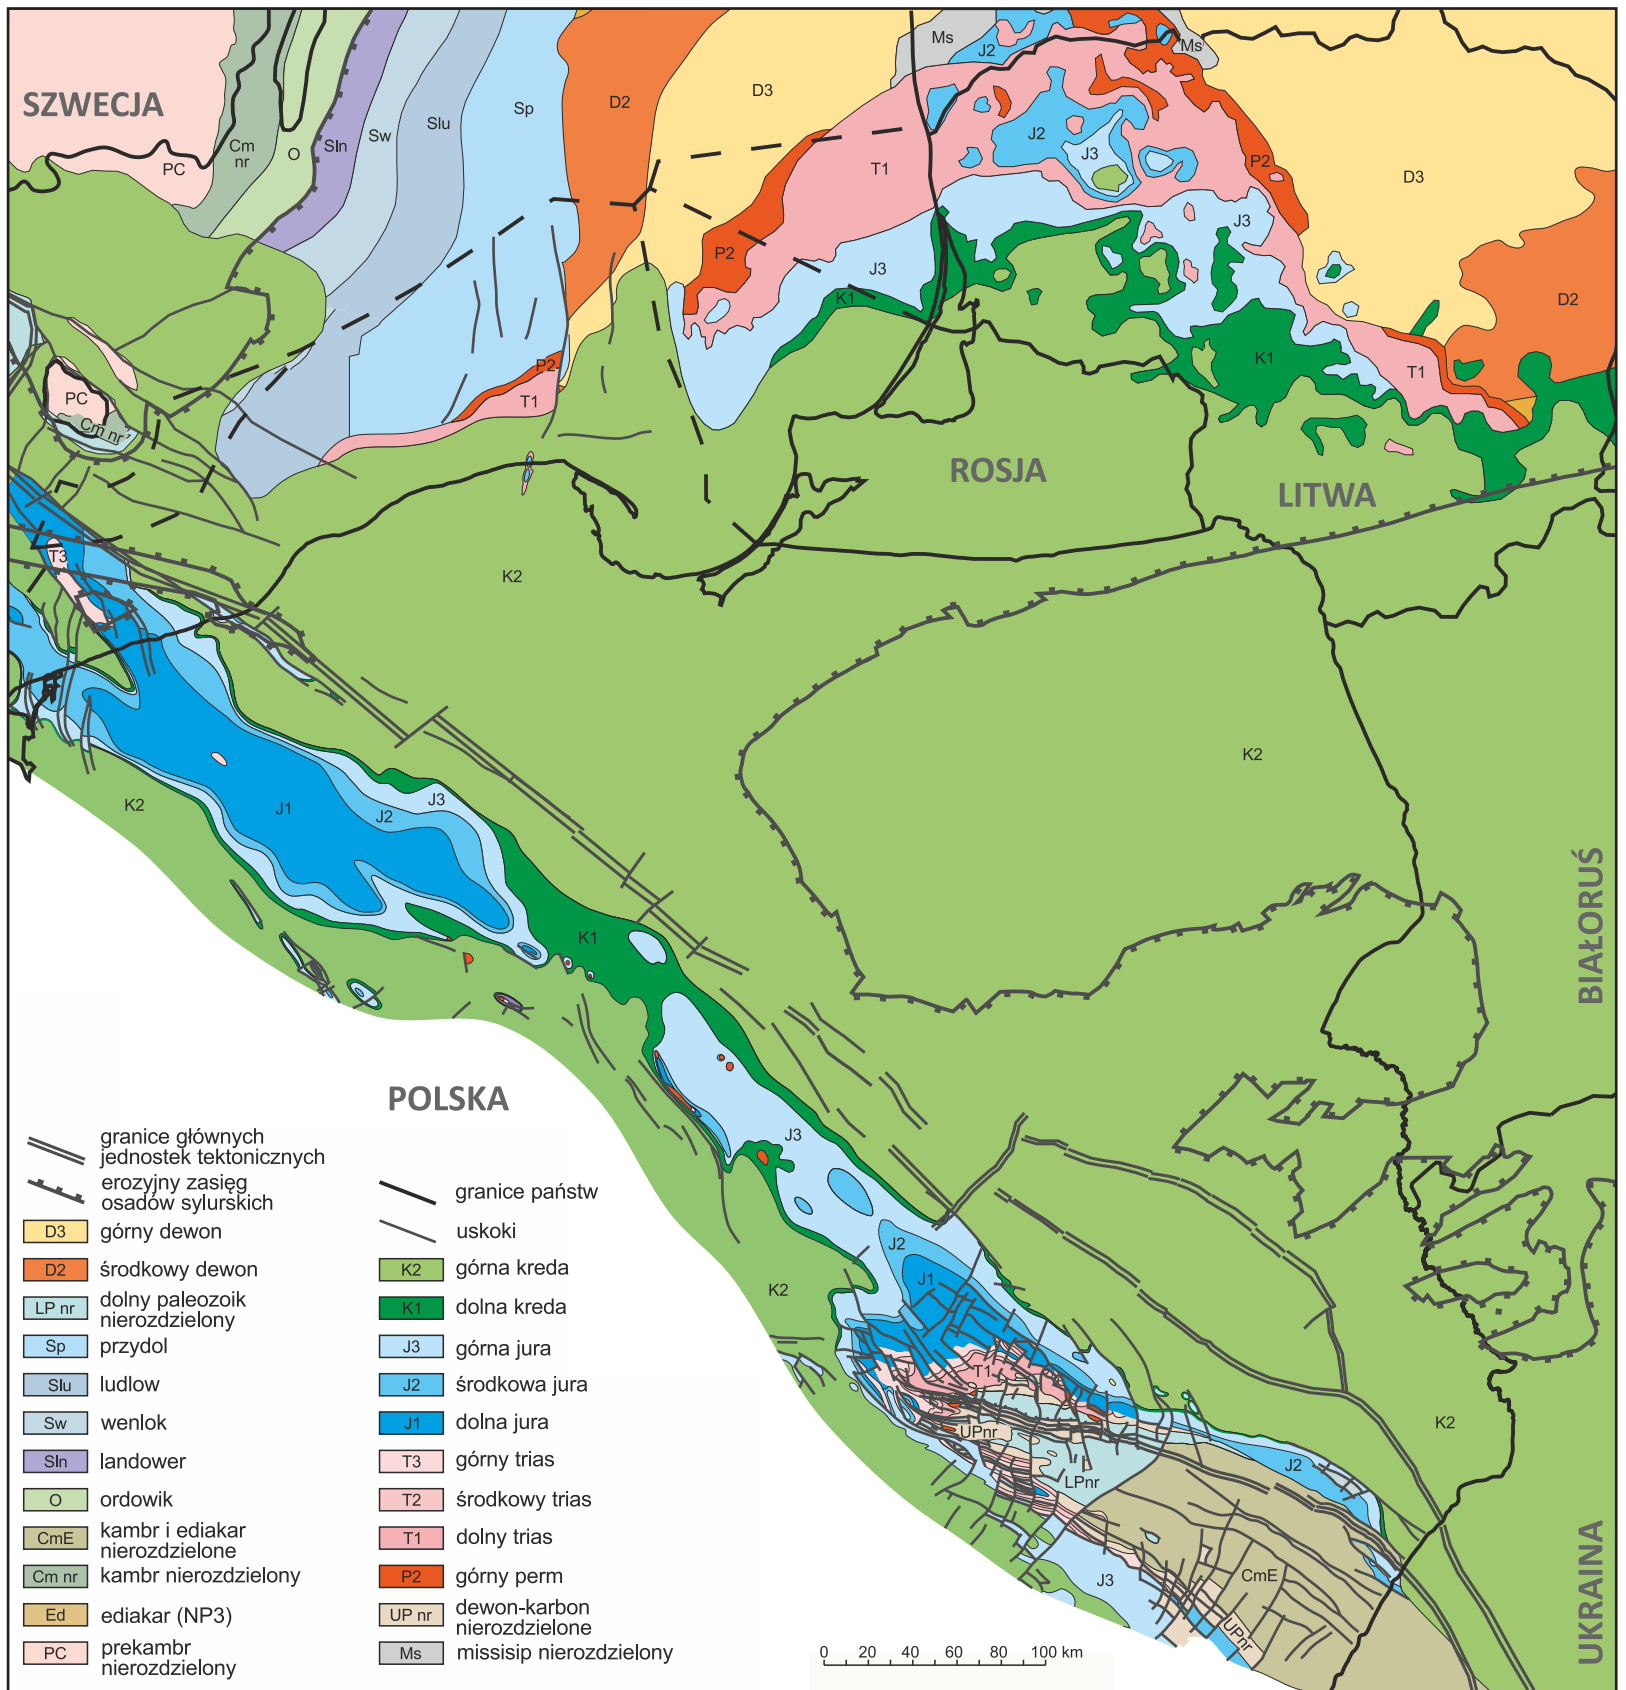 Ms
J2
Ms
SZWECJA
Sp
D2
D3
Cm
nr
O
Sln
Sw
Slu
PC
J2
J3
T1
P2
D3
P2
J3
J3
K1
D2
P2
T1
K1
T1
PC
Cm nr
ROSJA
LITWA
T3
K2
K2
K2
J1
J2
J3
K1
BIAŁORUŚ
POLSKA
J3
J2
J1
K2
T1
UPnr
LPnr
J2
K2
J3
CmE
UPnr
UKRAINA
granice głównych
jednostek tektonicznych
erozyjny zasięg
osadów sylurskich
D3 górny dewon
D2 środkowy dewon
LP nr dolny paleozoik
nierozdzielony
Sp przydol
Slu ludlow
Sw wenlok
Sln landower
O ordowik
CmE kambr i ediakar
nierozdzielone
Cm nr kambr nierozdzielony
Ed ediakar (NP3)
PC prekambr
nierozdzielony
granice państw
uskoki
K2 górna kreda
K1 dolna kreda
J3 górna jura
J2 środkowa jura
J1 dolna jura
T3 górny trias
T2 środkowy trias
T1 dolny trias
P2 górny perm
UP nr dewon-karbon
nierozdzielone
Ms missisip nierozdzielony
0 20 40 60 80 100 km